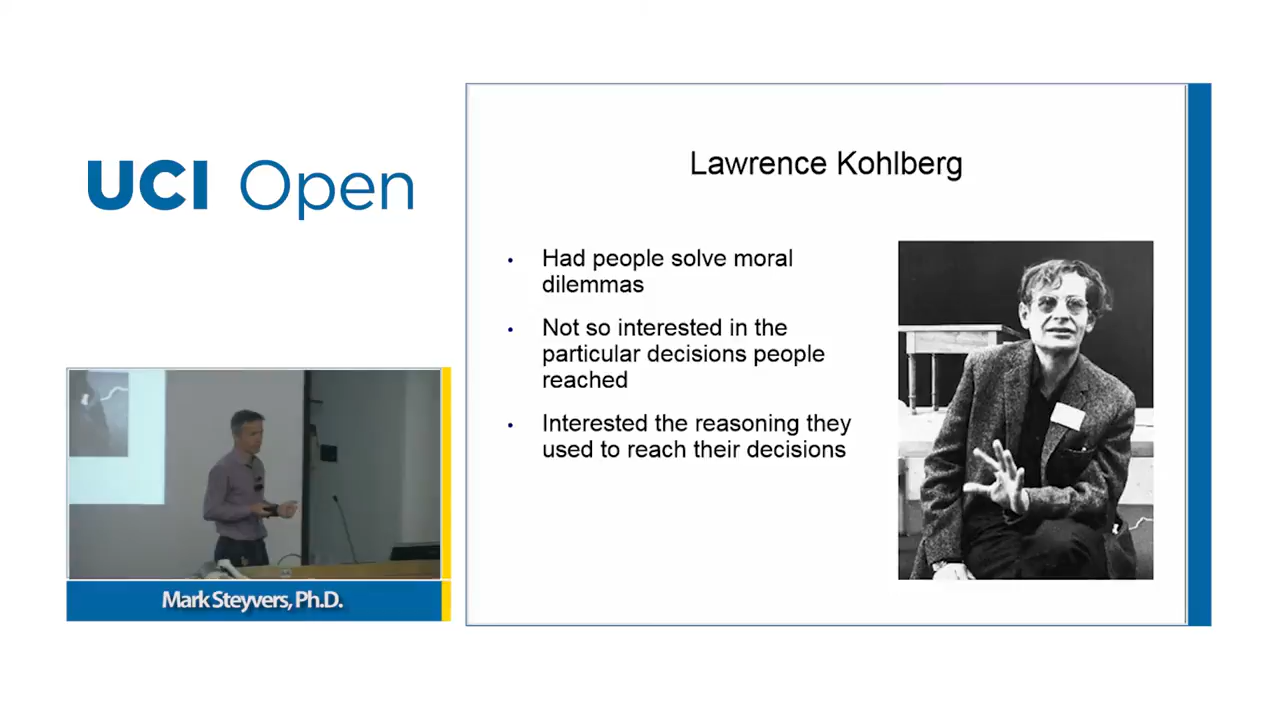 UCI Open
Lawrence Kohlberg
• Had people solve moral
dilemmas
• Not so interested in the
particular decisions people
reached
• Interested the reasoning they
used to reach their decisions
Mark Steyvers, Ph.D.